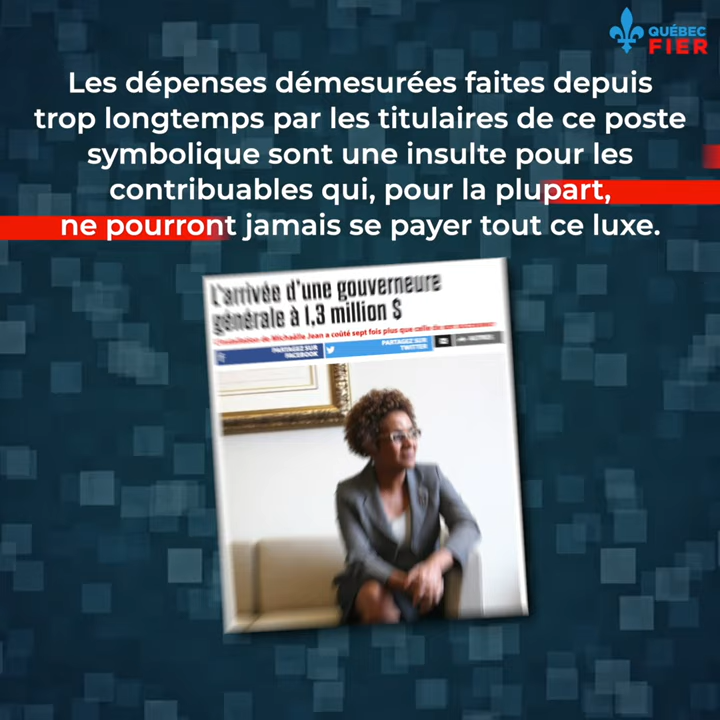 QUÉBEC
FIER
Les dépenses démesurées faites depuis
trop longtemps par les titulaires de ce poste
symbolique sont une insulte pour les
contribuables qui, pour la plupart,
ne pourront jamais se payer tout ce luxe.
L'arrivée d'une gouverneure
générale à 1,3 million $
L'installation de Michaëlle Jean a coûté sept fois plus que celle de son
PARTAGEZ SUR FACEBOOK
PARTAGEZ SUR TWITTER
AUTRES